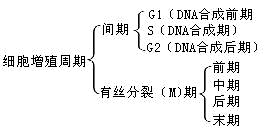 G1（DNA合成前期
间期 S（DNA合成期）
G2（DNA合成后期）
细胞增殖周期
前期
有丝分裂（M)期 中期
后期
末期